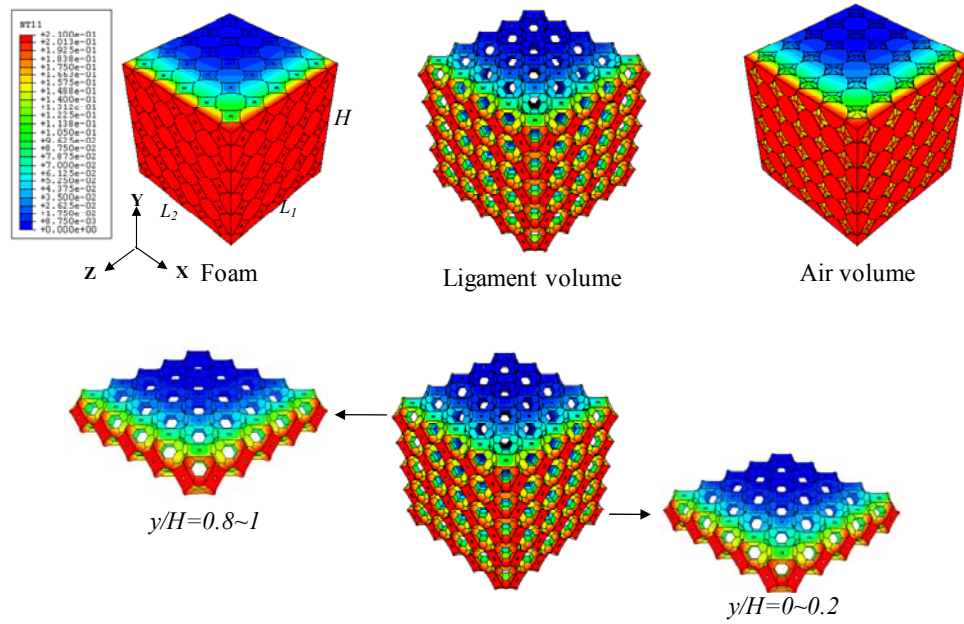 NT11
+2.100e-01
+2.013e-01
+1.925e-01
+1.838e-01
+1.750e-01
+1.663e-01
+1.575e-01
+1.488e-01
+1.400e-01
+1.312e-01
+1.225e-01
+1.138e-01
+1.050e-01
+9.625e-02
+8.750e-02
+7.875e-02
+7.000e-02
+6.125e-02
+5.250e-02
+4.375e-02
+3.500e-02
+2.625e-02
+1.750e-02
+8.750e-03
+0.000e+00
H
Y
L2
L1
Z
X
Foam
Ligament volume
Air volume
y/H=0.8~1
y/H=0~0.2